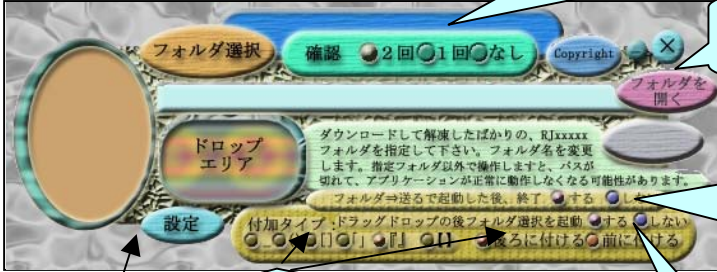 フォルダ選択
確認 2回 1回 なし
Copyright
－ ×
フォルダを
開く
ドロップ
エリア
ダウンロードして解凍したばかりの、RJxxxxx
フォルダを指定して下さい。フォルダ名を変更
します。指定フォルダ以外で操作しますと、パスが
切れて、アプリケーションが正常に動作しなくなる可能性があります。
フォルダ⇒送るで起動した後、終了 する し
設定
付加タイプ：ドラッグドロップの後フォルダ選択を起動 する しない
[] 「」 『』 【】 後ろに付ける 前に付ける